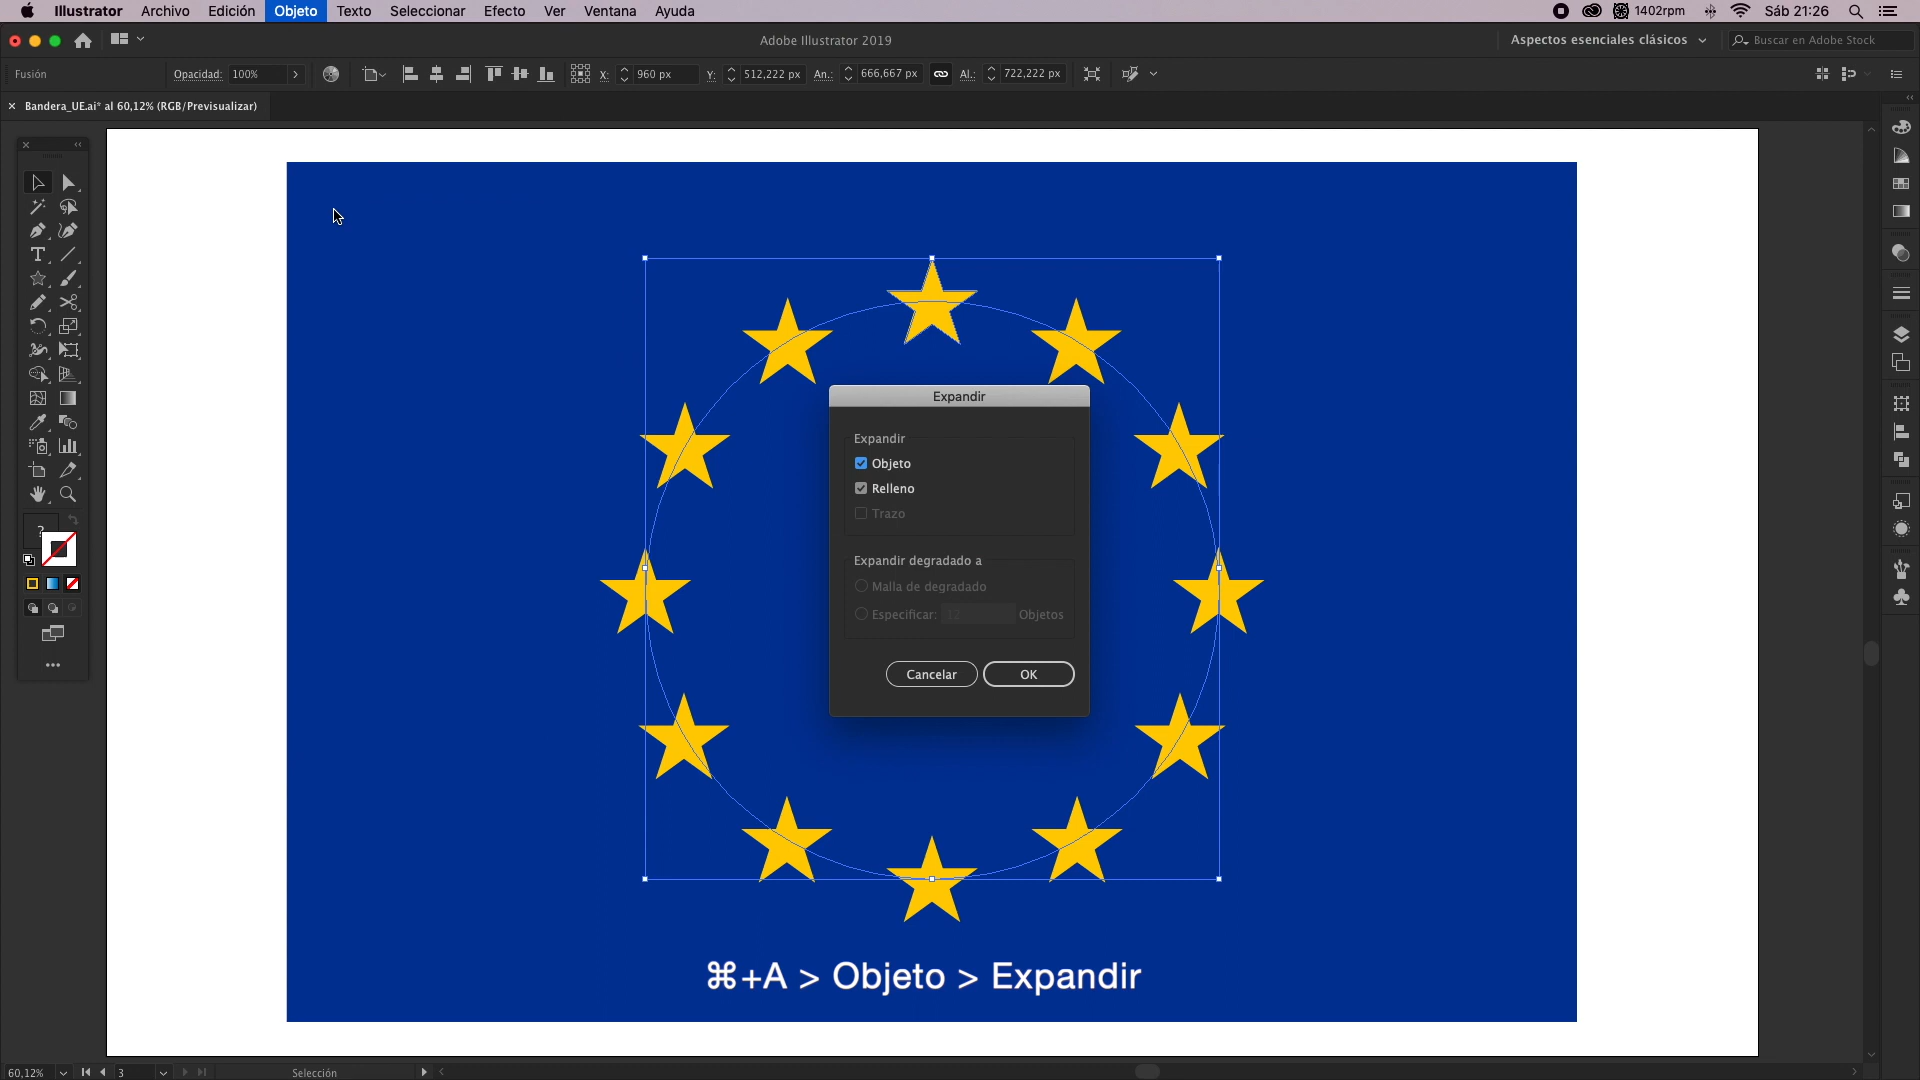 Illustrator Archivo Edición Objeto Texto Seleccionar Efecto Ver Ventana Ayuda 1402rpm Sáb 21:26
Adobe Illustrator 2019 Aspectos esenciales clásicos Buscar en Adobe Stock
Fusión Opacidad: 100% X: 960 px Y: 512,222 px An.: 666,667 px Al.: 722,222 px
Bandera_UE.ai* al 60,12% (RGB/Previsualizar)
Expandir
Expandir
Objeto
Relleno
Trazo
Expandir degradado a
Malla de degradado
Especificar: 12 Objetos
Cancelar OK
?
⌘+A > Objeto > Expandir
60,12% 3 Selección